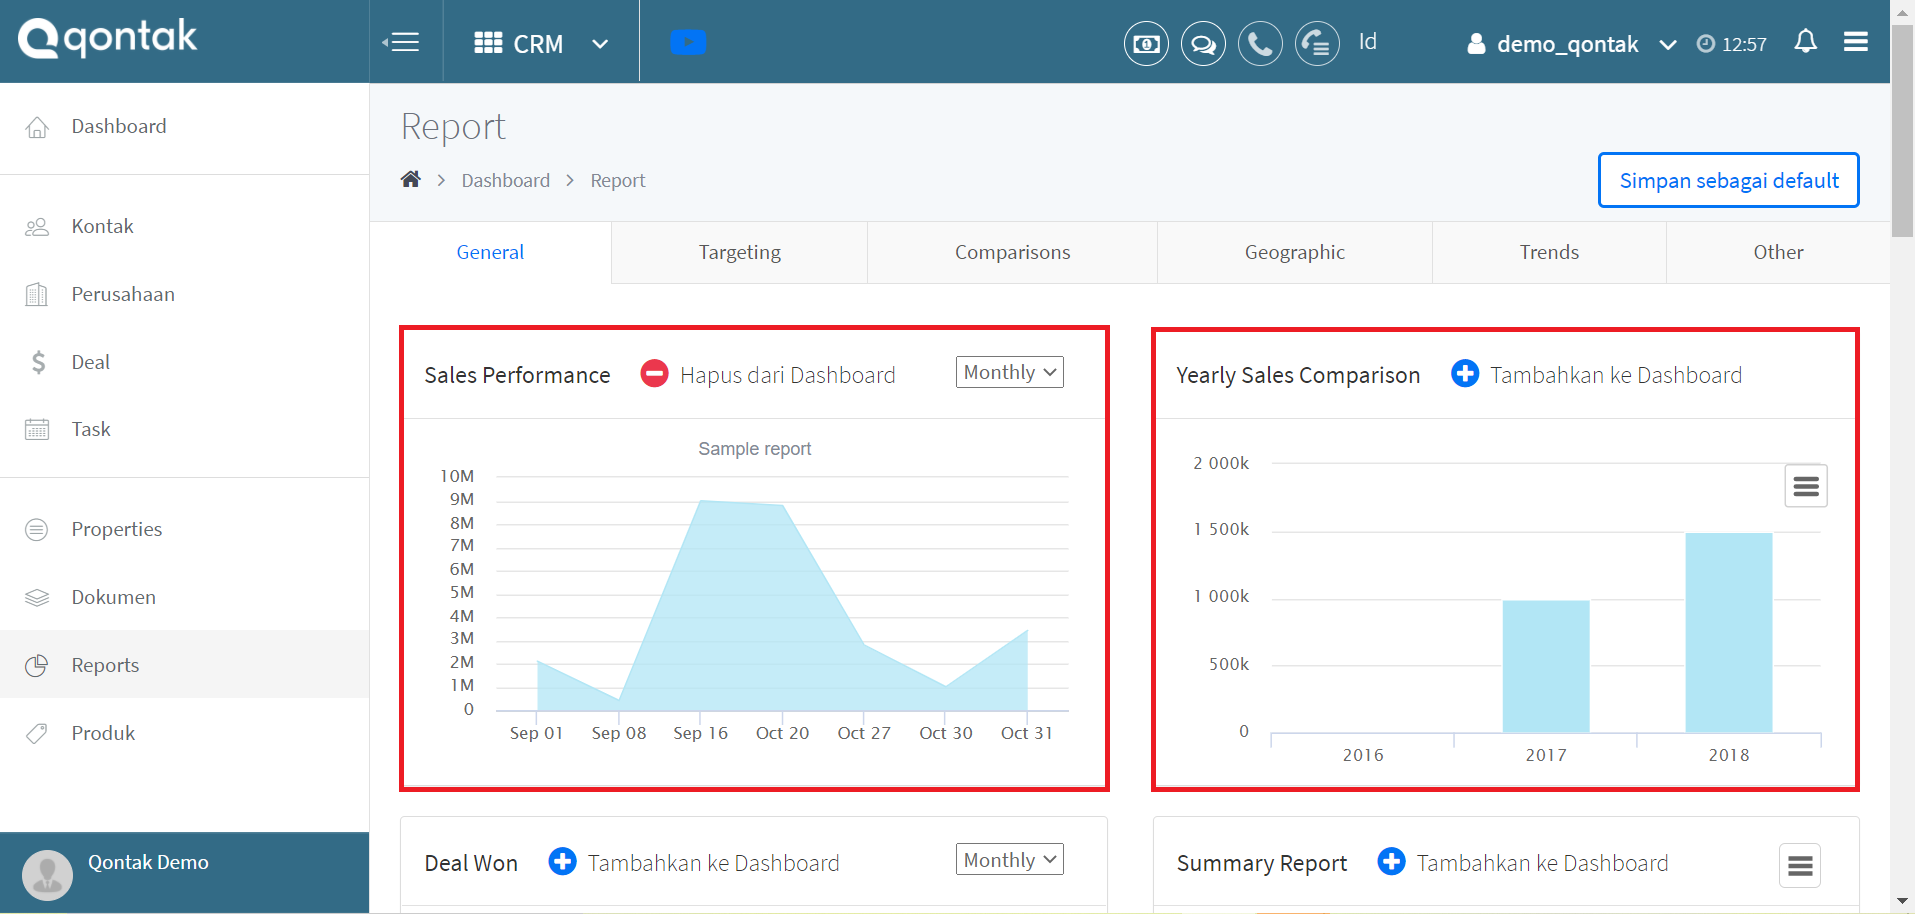 qontak
CRM
Id
demo_qontak
12:57
Dashboard
Kontak
Perusahaan
Deal
Task
Properties
Dokumen
Reports
Produk
Qontak Demo
Report
Dashboard > Report
Simpan sebagai default
General Targeting Comparisons Geographic Trends Other
Sales Performance Hapus dari Dashboard Monthly
Sample report
10M
9M
8M
7M
6M
5M
4M
3M
2M
1M
0
Sep 01 Sep 08 Sep 16 Oct 20 Oct 27 Oct 30 Oct 31
Yearly Sales Comparison Tambahkan ke Dashboard
2 000k
1 500k
1 000k
500k
0
2016 2017 2018
Deal Won Tambahkan ke Dashboard Monthly
Summary Report Tambahkan ke Dashboard